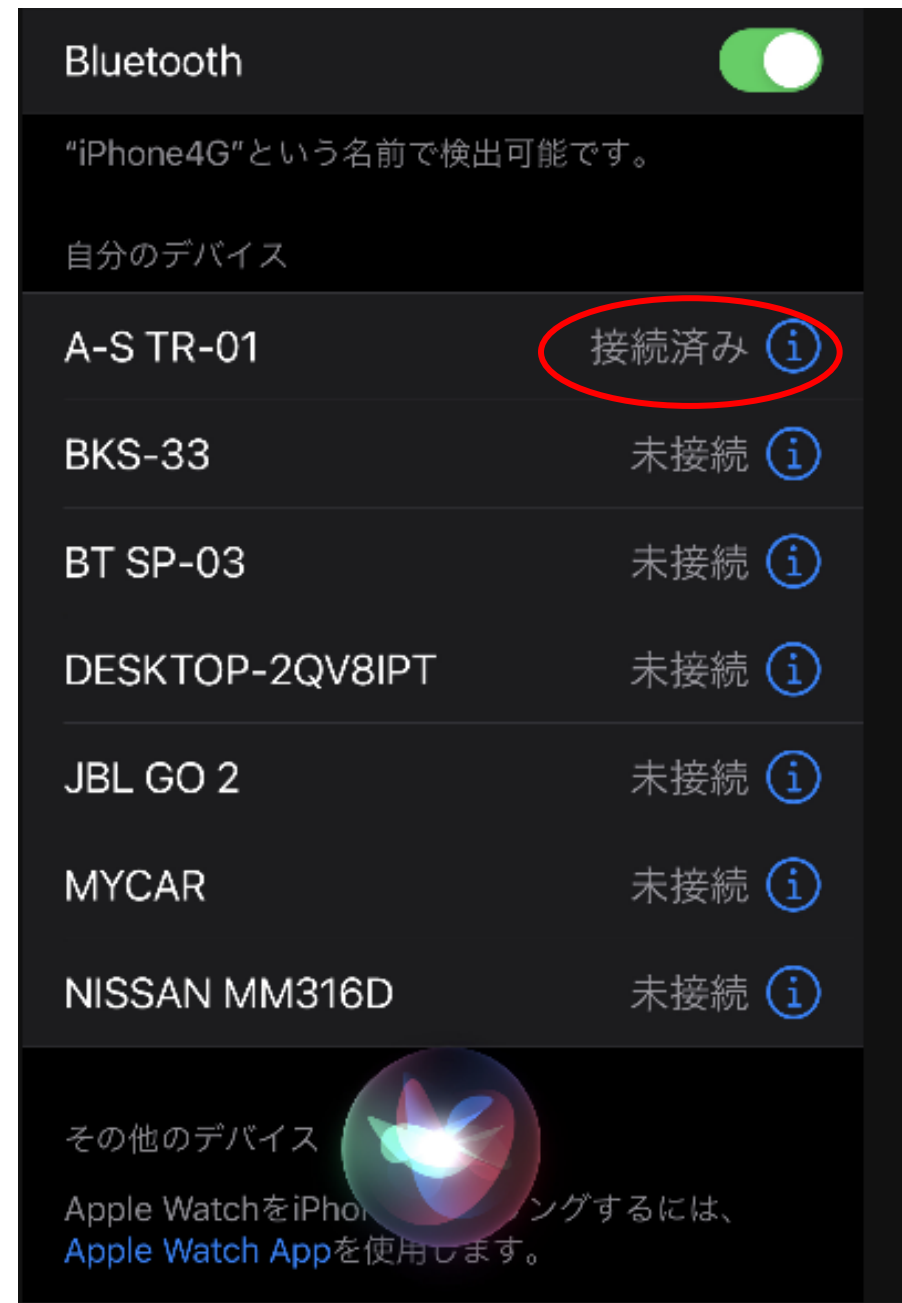 Bluetooth
“iPhone4G”という名前で検出可能です。
自分のデバイス
A-S TR-01 接続済み
BKS-33 未接続
BT SP-03 未接続
DESKTOP-2QV8IPT 未接続
JBL GO 2 未接続
MYCAR 未接続
NISSAN MM316D 未接続
その他のデバイス
Apple WatchをiPho ングするには、
Apple Watch Appを使用します。